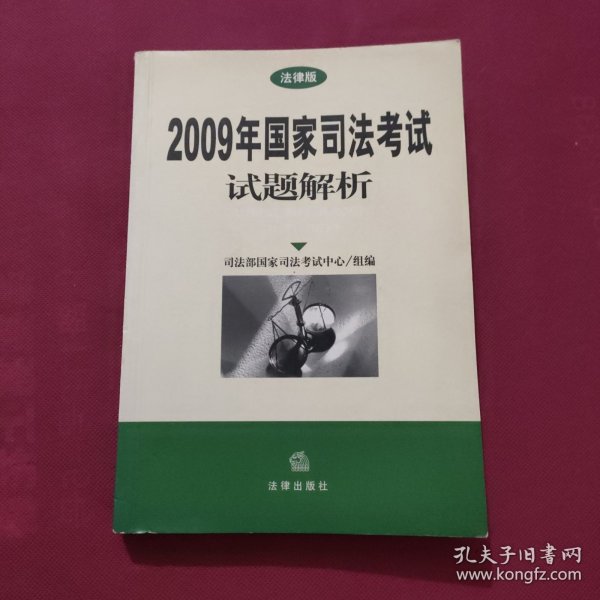 法律版
2009年国家司法考试
试题解析
司法部国家司法考试中心/组编
法律出版社
孔夫子旧书网
www.kongfz.com